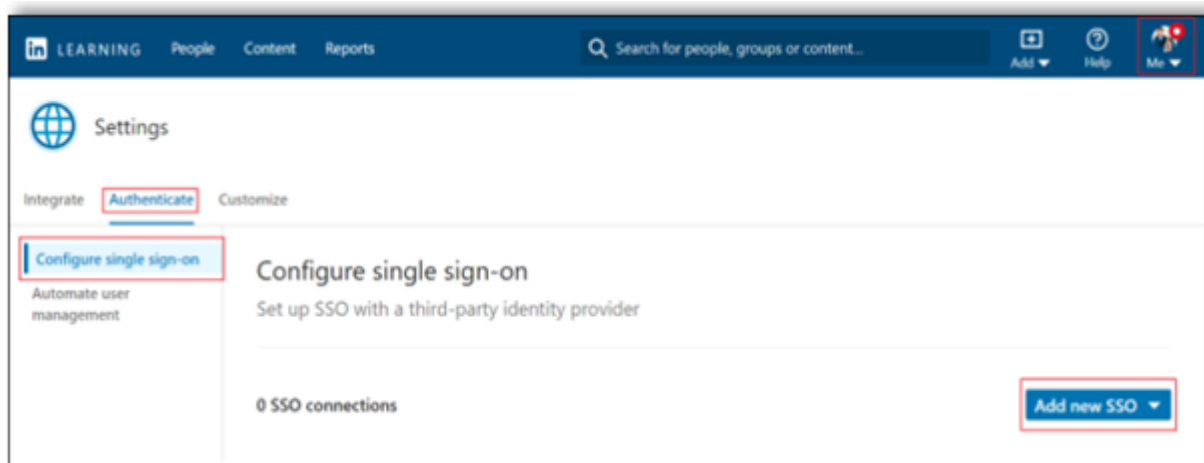 in LEARNING People Content Reports Search for people, groups or content... Add Help Me
Settings
Integrate Authenticate Customize
Configure single sign-on
Automate user
management
Configure single sign-on
Set up SSO with a third-party identity provider
0 SSO connections
Add new SSO